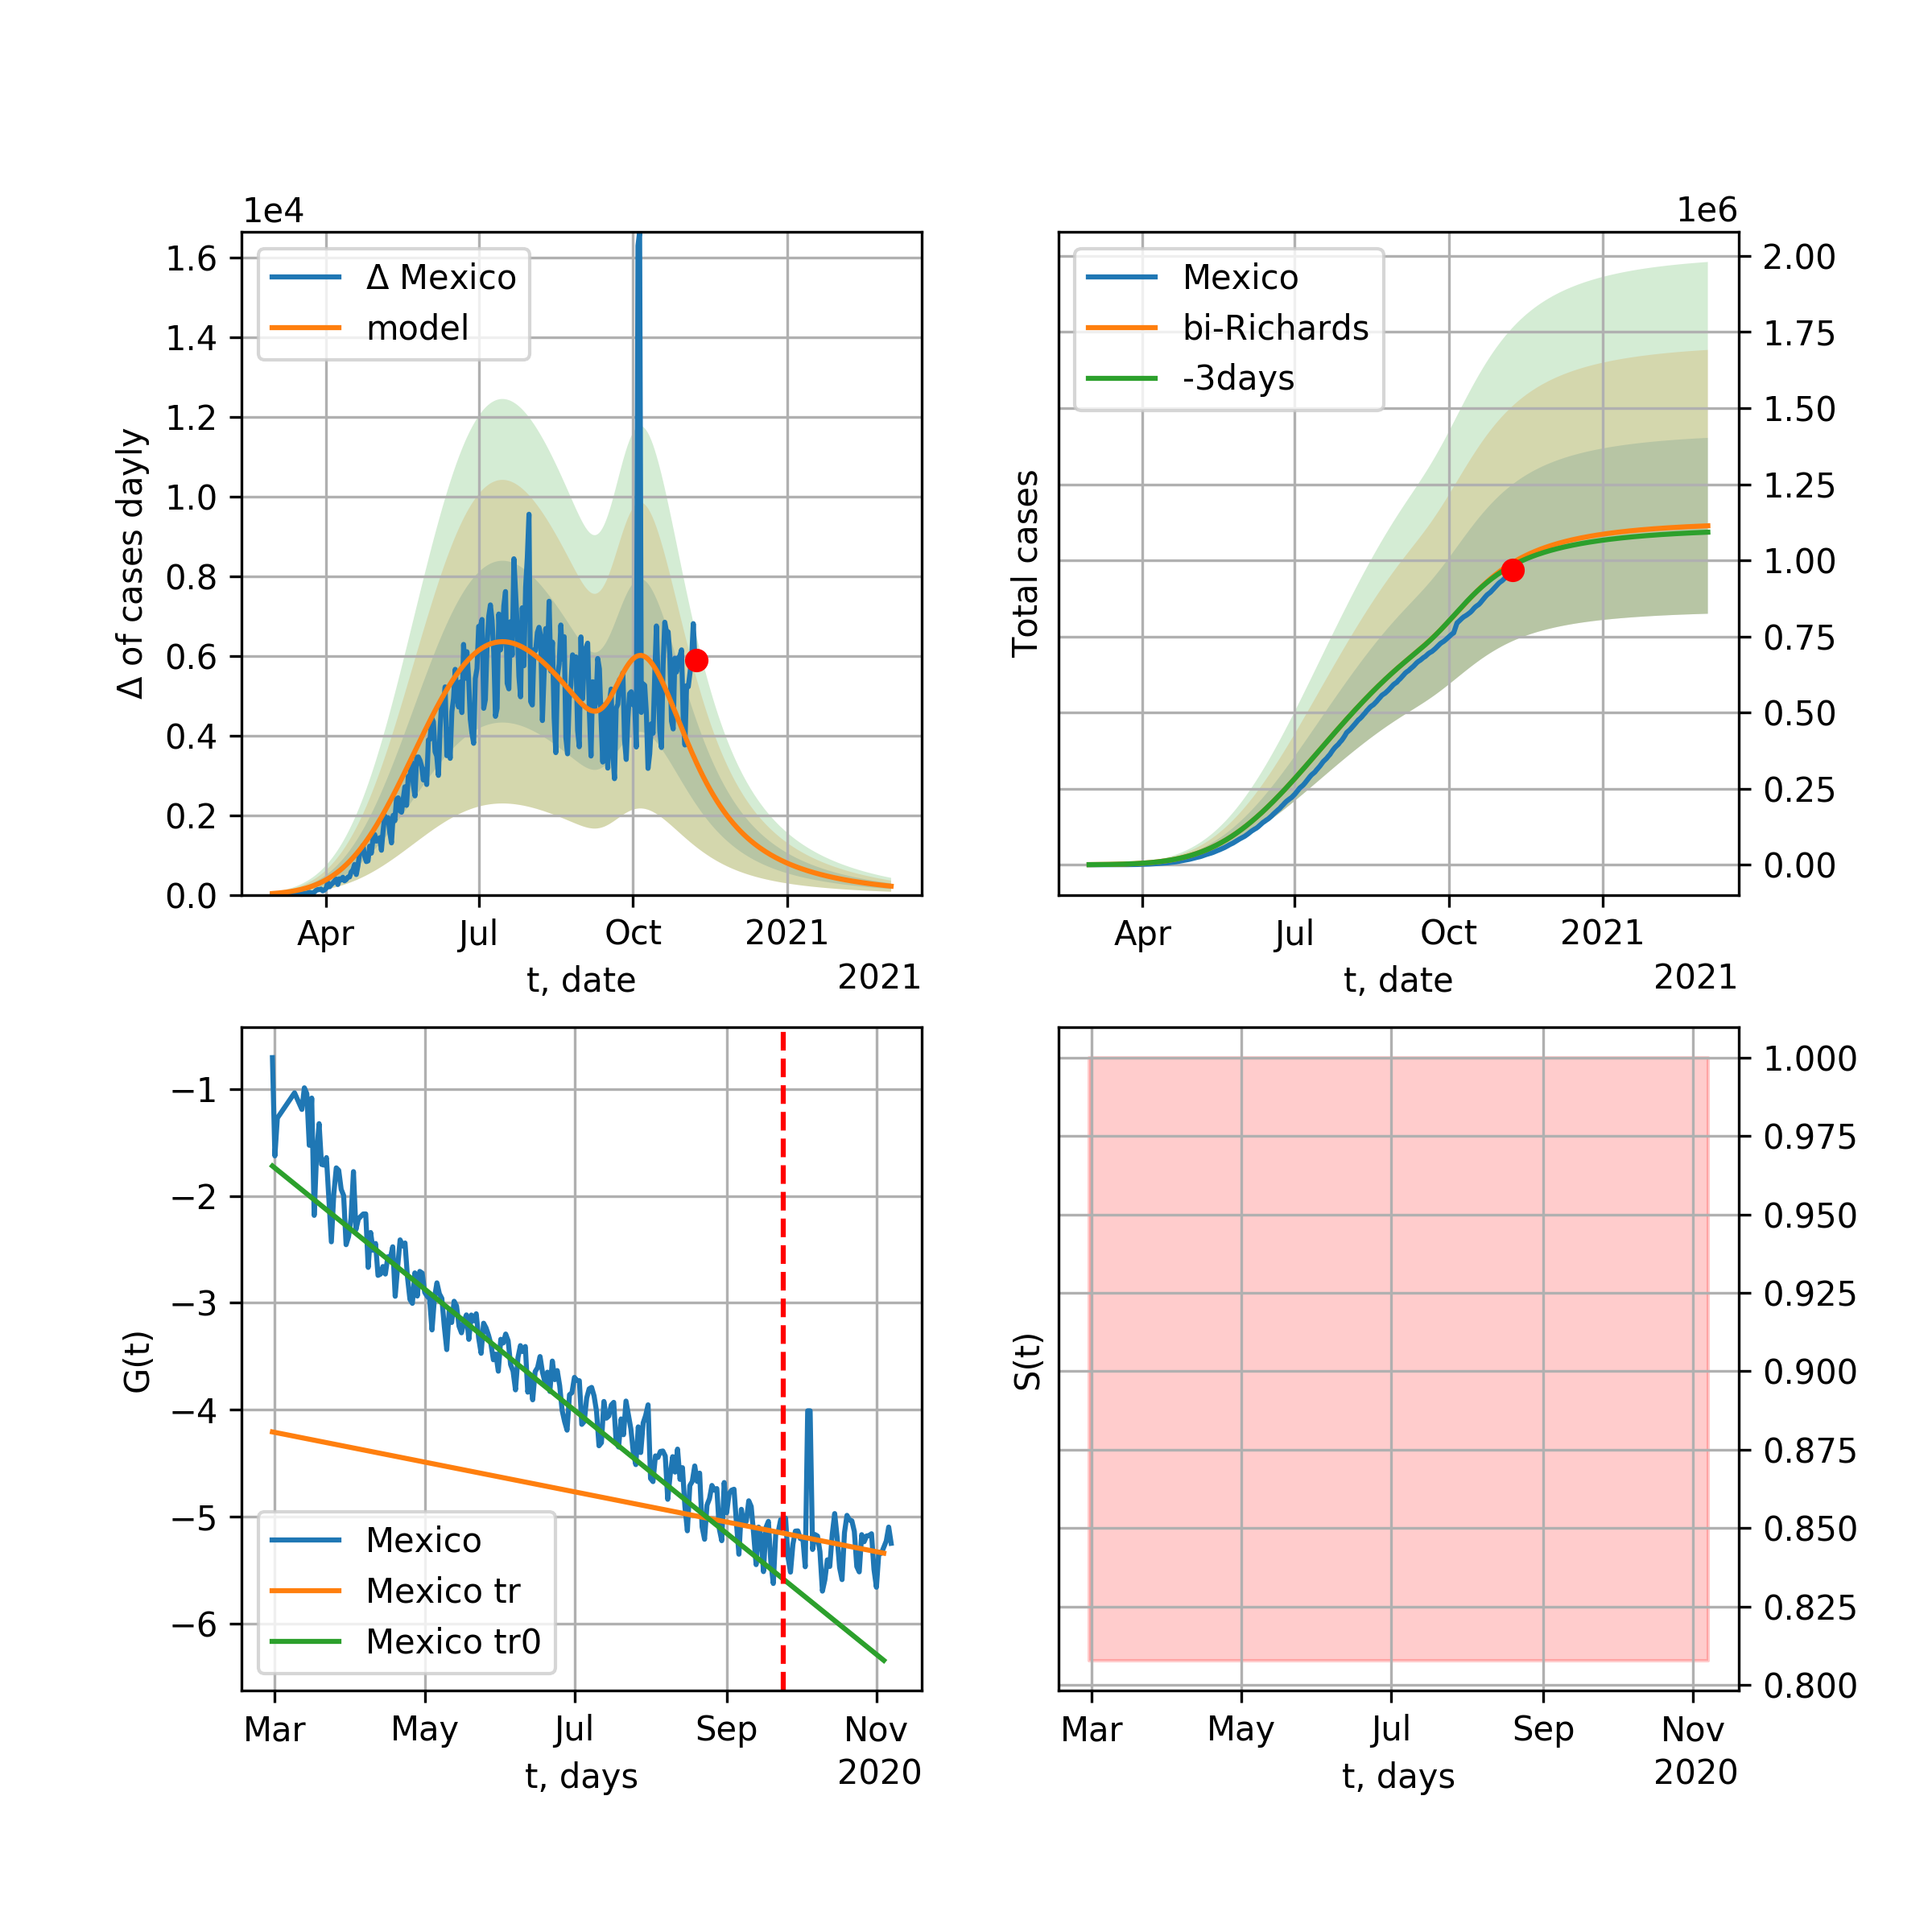 1e4
1.6
1.4
1.2
1.0
0.8
0.6
0.4
0.2
0.0
Δ of cases dayly
Δ Mexico
model
Apr Jul Oct 2021
t, date
2021
1e6
2.00
1.75
1.50
1.25
1.00
0.75
0.50
0.25
0.00
Total cases
Mexico
bi-Richards
-3days
Apr Jul Oct 2021
t, date
2021
−1
−2
−3
−4
−5
−6
G(t)
Mexico
Mexico tr
Mexico tr0
Mar May Jul Sep Nov
t, days
2020
1.000
0.975
0.950
0.925
0.900
0.875
0.850
0.825
0.800
S(t)
Mar May Jul Sep Nov
t, days
2020